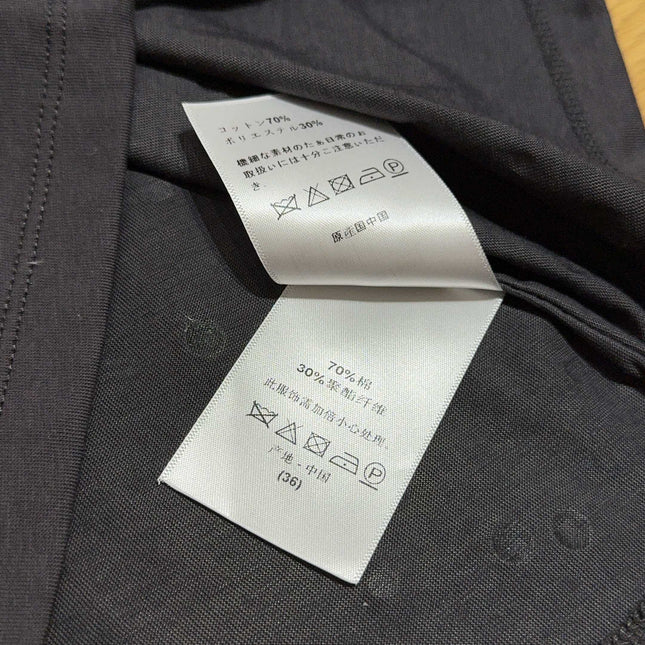 コットン70%
ポリエステル30%
繊細な素材のため日常のお
取扱いには十分ご注意いただ
き.
P
原産国中国
70%棉
30%聚酯纤维
此服饰需加倍小心处理.
P
产地 - 中国
(36)